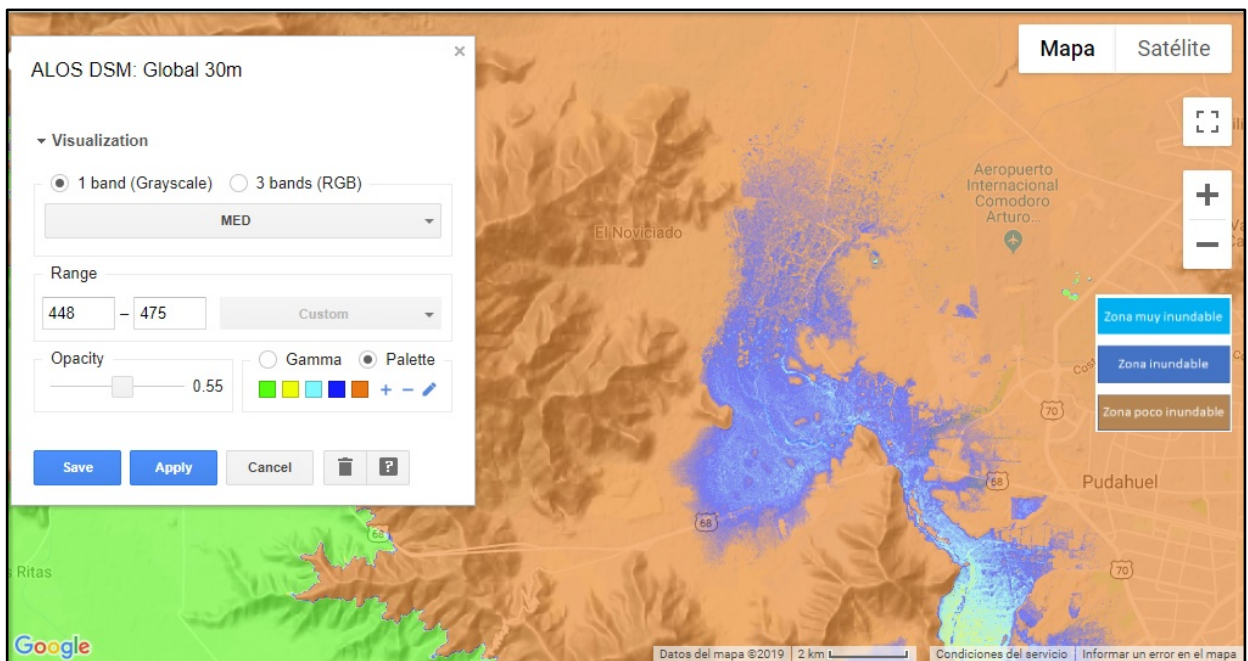 ALOS DSM: Global 30m
×
Visualization
1 band (Grayscale)
3 bands (RGB)
MED
Range
448
–
475
Custom
Opacity
0.55
Gamma
Palette
+ −
Save
Apply
Cancel
?
Mapa
Satélite
Aeropuerto
Internacional
Comodoro
Arturo...
El Noviciado
+
−
Zona muy inundable
Zona inundable
Zona poco inundable
70
68
Pudahuel
68
68
70
Ritas
Google
Datos del mapa ©2019
2 km
Condiciones del servicio
Informar un error en el mapa